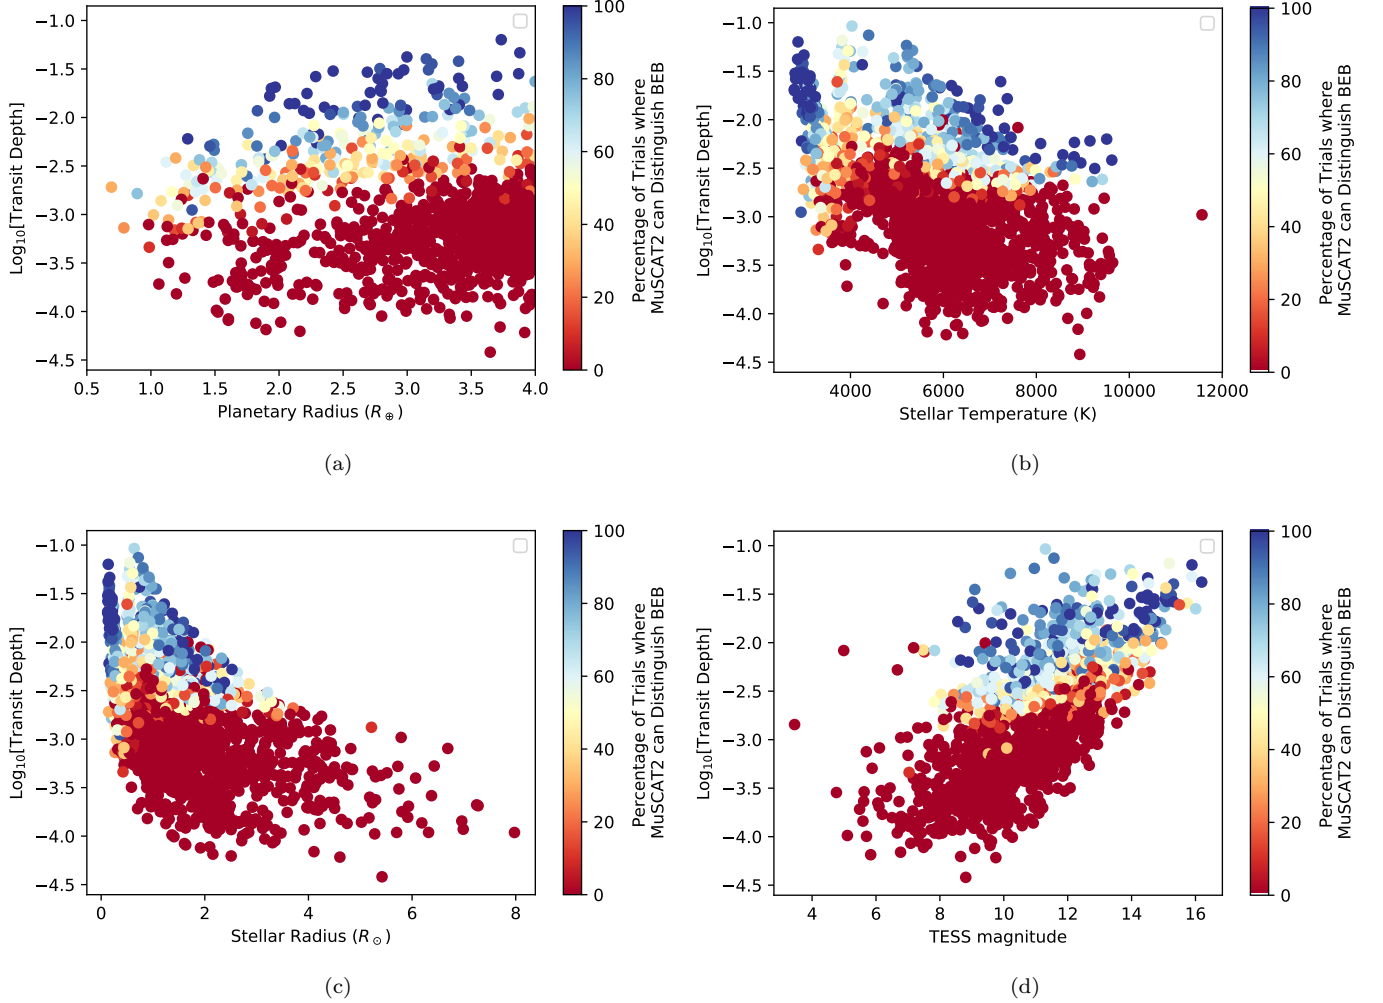 −1.0
−1.5
−2.0
−2.5
−3.0
−3.5
−4.0
−4.5
Log10[Transit Depth]
0.5 1.0 1.5 2.0 2.5 3.0 3.5 4.0
Planetary Radius (R⊕)
100
80
60
40
20
0
Percentage of Trials where
MuSCAT2 can Distinguish BEB
(a)
−1.0
−1.5
−2.0
−2.5
−3.0
−3.5
−4.0
−4.5
Log10[Transit Depth]
4000 6000 8000 10000 12000
Stellar Temperature (K)
100
80
60
40
20
0
Percentage of Trials where
MuSCAT2 can Distinguish BEB
(b)
−1.0
−1.5
−2.0
−2.5
−3.0
−3.5
−4.0
−4.5
Log10[Transit Depth]
0 2 4 6 8
Stellar Radius (R⊙)
100
80
60
40
20
0
Percentage of Trials where
MuSCAT2 can Distinguish BEB
(c)
−1.0
−1.5
−2.0
−2.5
−3.0
−3.5
−4.0
−4.5
Log10[Transit Depth]
4 6 8 10 12 14 16
TESS magnitude
100
80
60
40
20
0
Percentage of Trials where
MuSCAT2 can Distinguish BEB
(d)